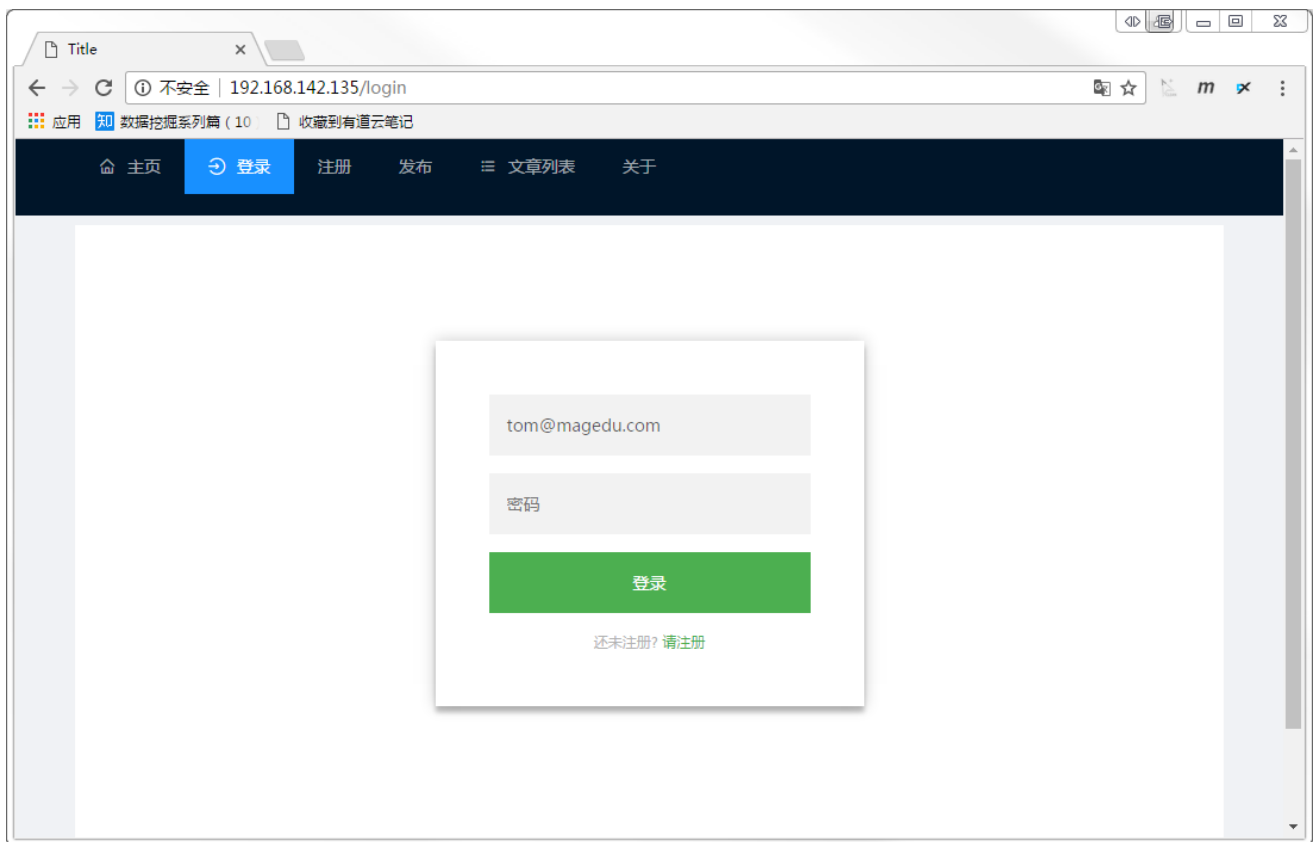 Title
不安全 | 192.168.142.135/login
应用 知 数据挖掘系列篇 ( 10 收藏到有道云笔记
主页 登录 注册 发布 文章列表 关于
tom@magedu.com
密码
登录
还未注册? 请注册